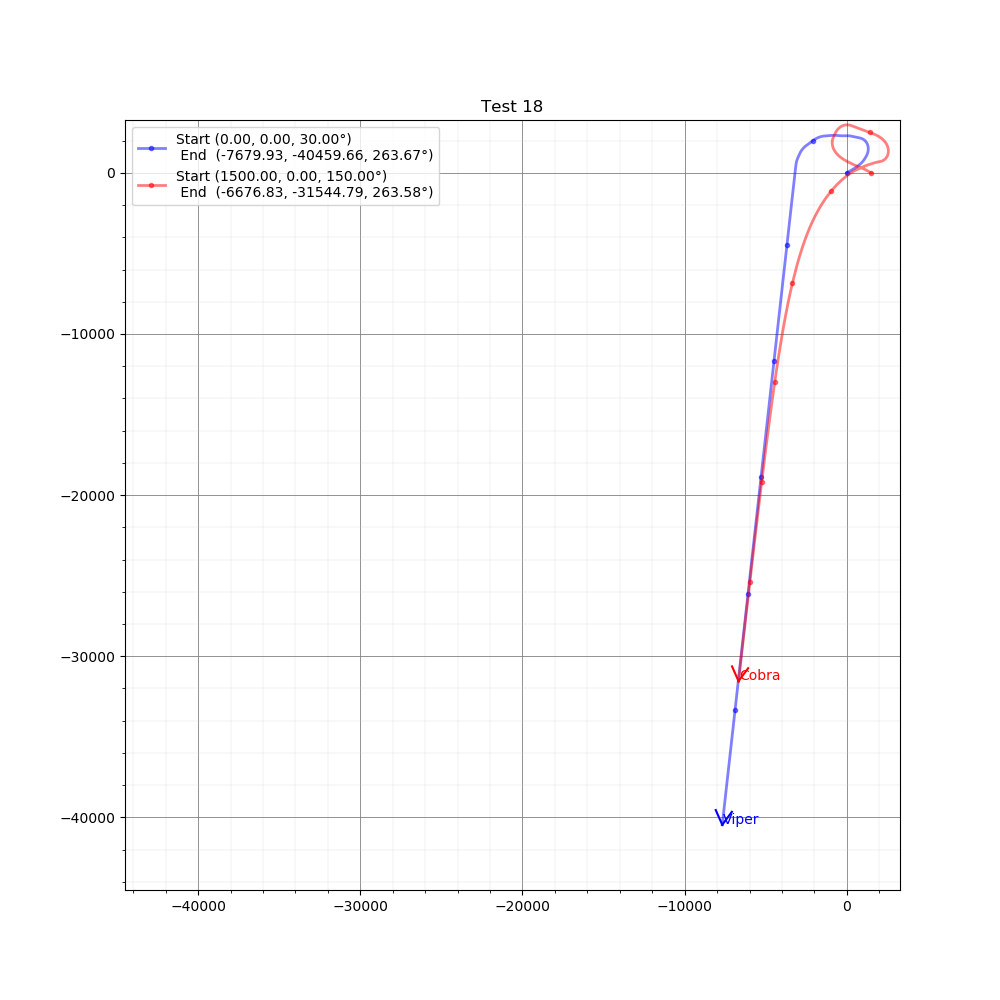 Test 18
Start (0.00, 0.00, 30.00°)
End (-7679.93, -40459.66, 263.67°)
Start (1500.00, 0.00, 150.00°)
End (-6676.83, -31544.79, 263.58°)
0
−10000
−20000
−30000
−40000
Cobra
Viper
−40000 −30000 −20000 −10000 0